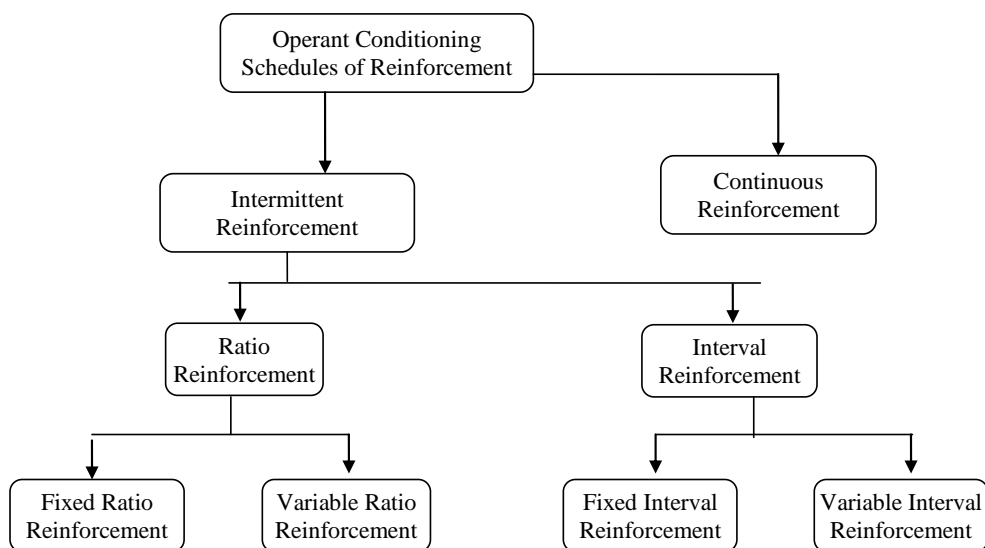 Operant Conditioning
Schedules of Reinforcement
Intermittent
Reinforcement
Continuous
Reinforcement
Ratio
Reinforcement
Interval
Reinforcement
Fixed Ratio
Reinforcement
Variable Ratio
Reinforcement
Fixed Interval
Reinforcement
Variable Interval
Reinforcement